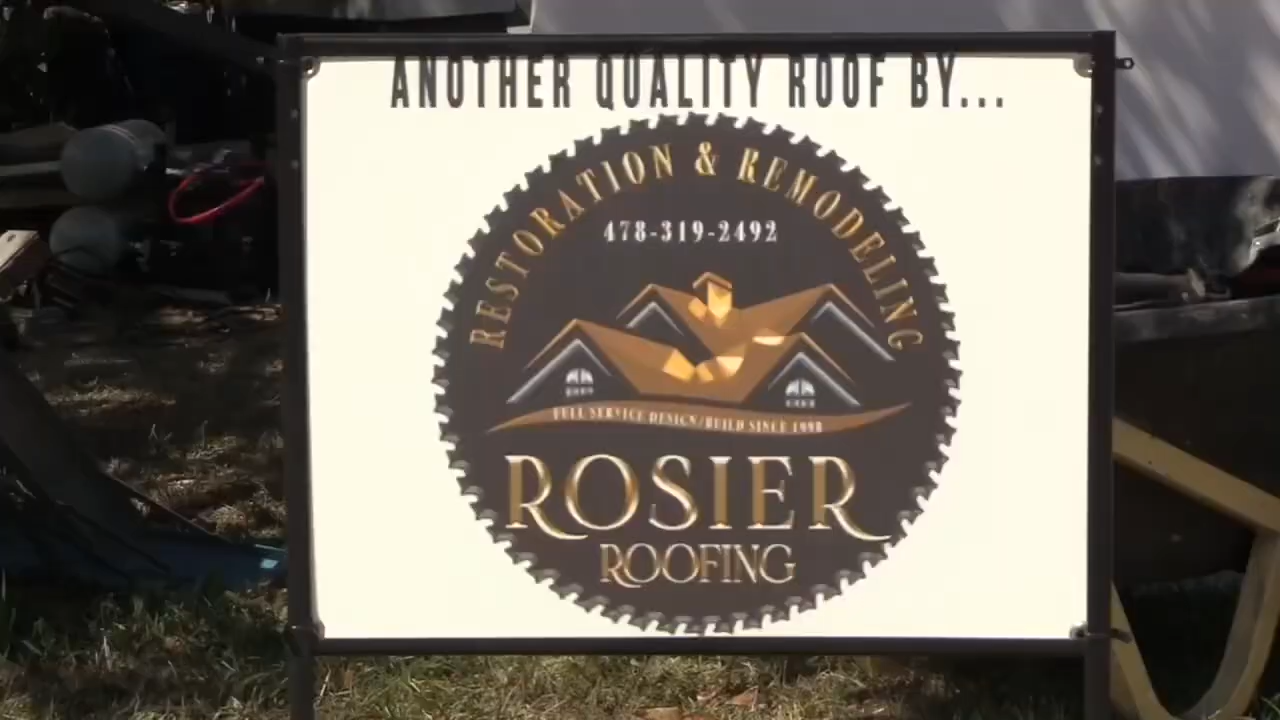 ANOTHER QUALITY ROOF BY...
RESTORATION & REMODELING
478-319-2492
FULL SERVICE DESIGN/BUILD SINCE 1998
ROSIER
ROOFING